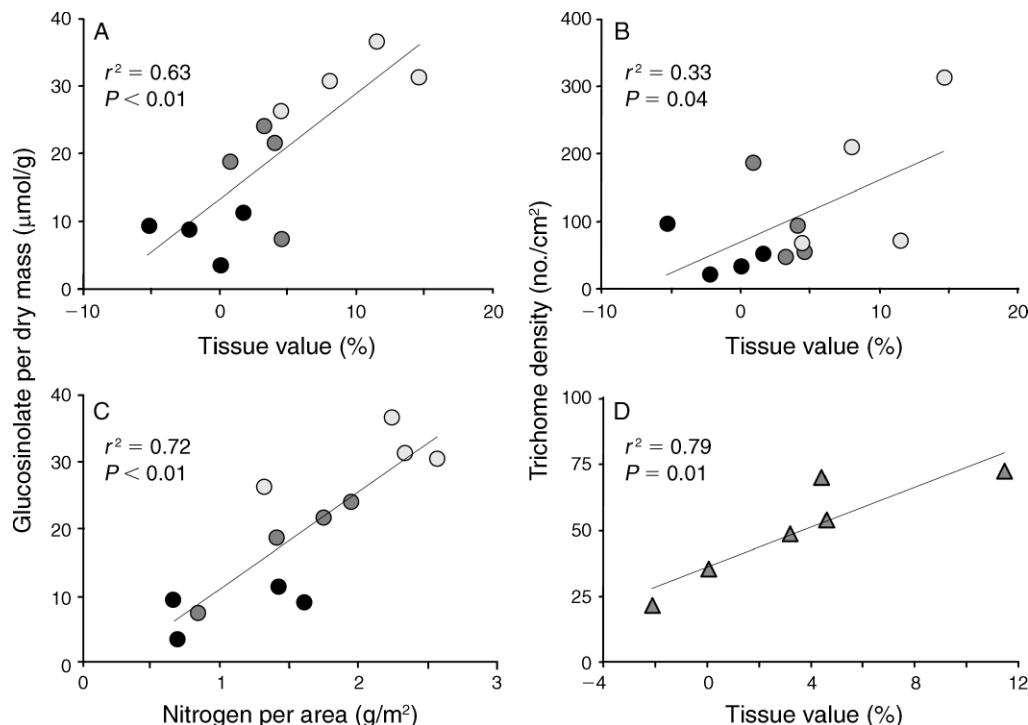 A
r² = 0.63
P < 0.01
40
30
20
10
0
−10
0
10
20
Tissue value (%)
Glucosinolate per dry mass (μmol/g)
B
r² = 0.33
P = 0.04
400
300
200
100
0
−10
0
10
20
Tissue value (%)
Trichome density (no./cm²)
C
r² = 0.72
P < 0.01
40
30
20
10
0
0
1
2
3
Nitrogen per area (g/m²)
D
r² = 0.79
P = 0.01
100
75
50
25
0
−4
0
4
8
12
Tissue value (%)